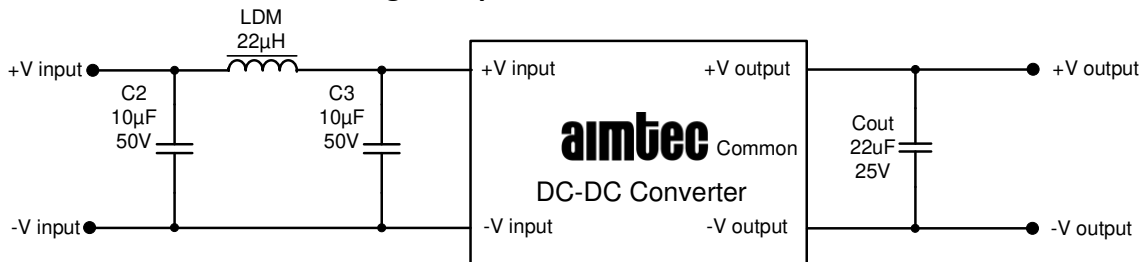 LDM
22µH
+V input
C2
10µF
50V
C3
10µF
50V
-V input
+V input
+V output
aimtec Common
DC-DC Converter
-V input
-V output
Cout
22uF
25V
+V output
-V output